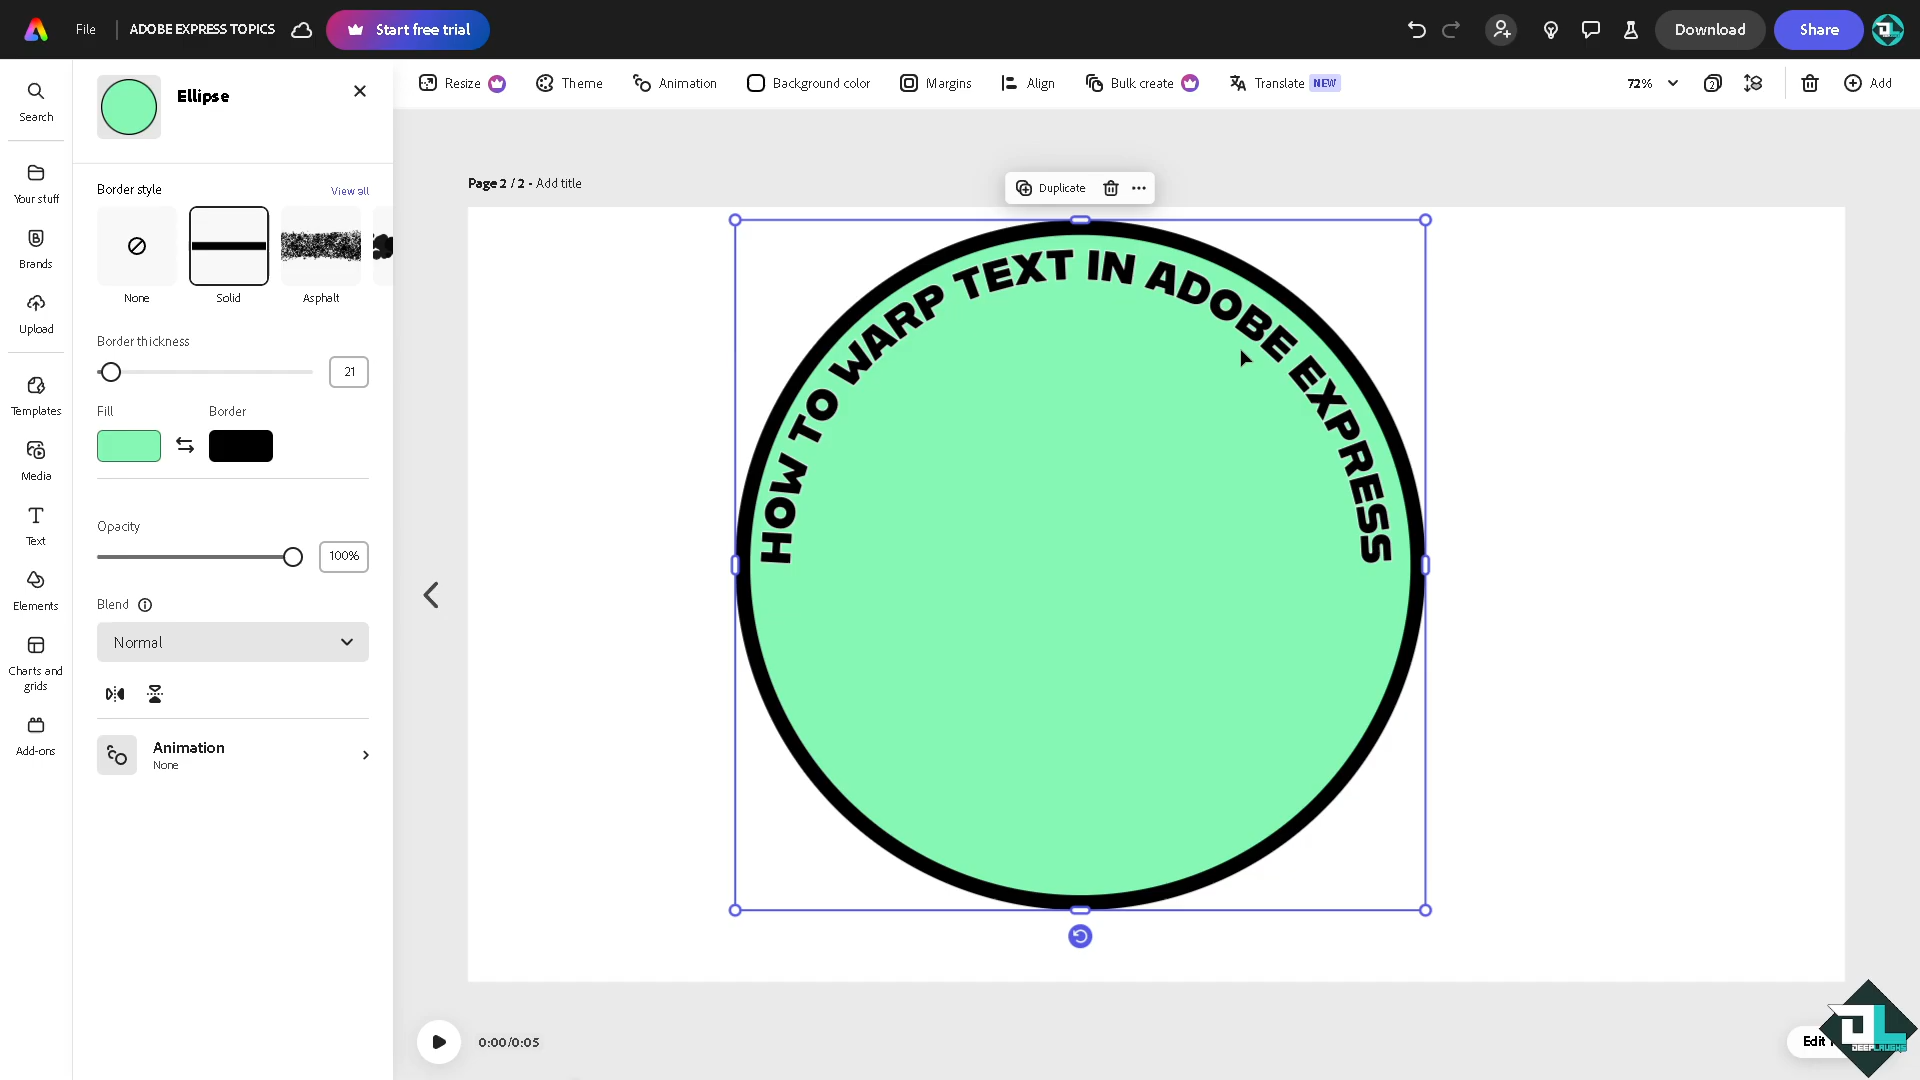 File
ADOBE EXPRESS TOPICS
Start free trial
Download
Share
Search
Your stuff
Brands
Upload
Templates
Media
Text
Elements
Charts and
grids
Add-ons
Ellipse
Border style
View all
None
Solid
Asphalt
Border thickness
21
Fill
Border
Opacity
100%
Blend
Normal
Animation
None
Resize
Theme
Animation
Background color
Margins
Align
Bulk create
Translate NEW
72%
2
Add
Page 2 / 2 - Add title
Duplicate
HOW TO WARP TEXT IN ADOBE EXPRESS
0:00/0:05
Edit
DL
DEEPLAUGHS